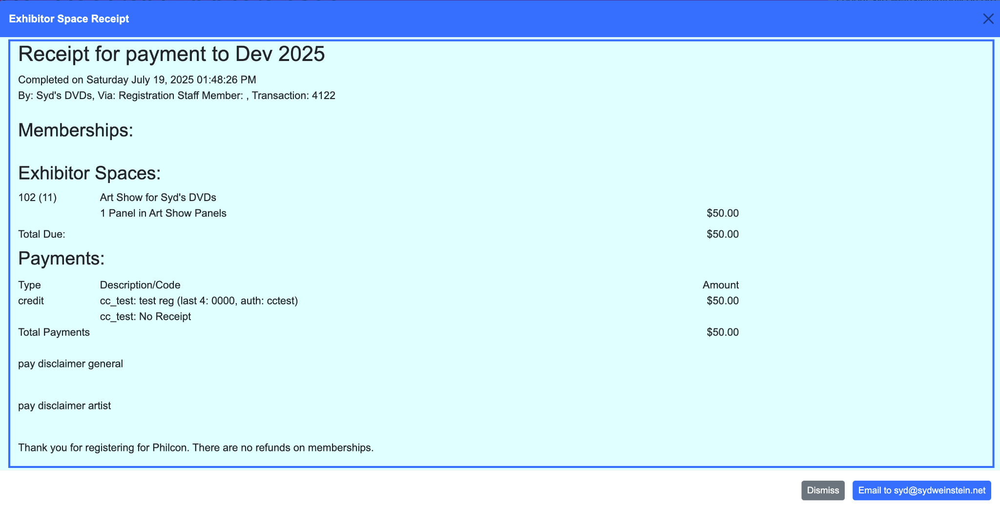 Exhibitor Space Receipt
Receipt for payment to Dev 2025
Completed on Saturday July 19, 2025 01:48:26 PM
By: Syd's DVDs, Via: Registration Staff Member: , Transaction: 4122
Memberships:
Exhibitor Spaces:
102 (11) Art Show for Syd's DVDs
1 Panel in Art Show Panels $50.00
Total Due: $50.00
Payments:
Type Description/Code Amount
credit cc_test: test reg (last 4: 0000, auth: cctest) $50.00
cc_test: No Receipt
Total Payments $50.00
pay disclaimer general
pay disclaimer artist
Thank you for registering for Philcon. There are no refunds on memberships.
Dismiss Email to syd@sydweinstein.net